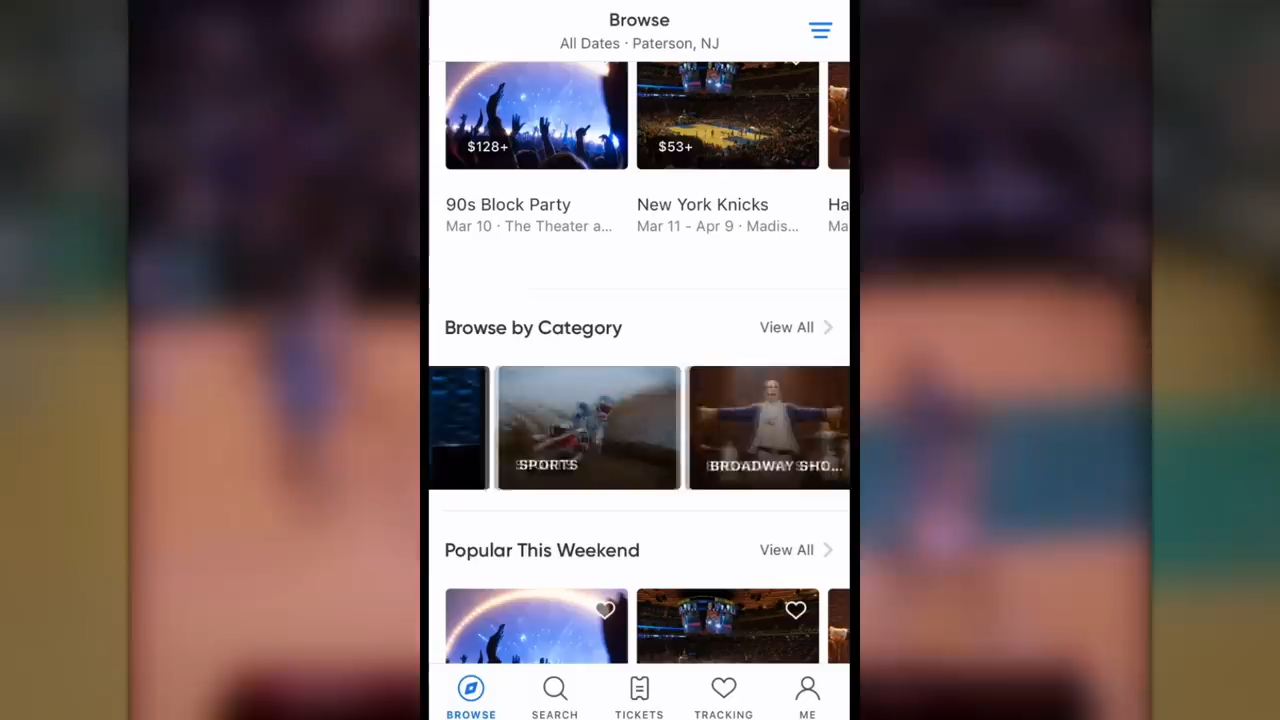 Browse
All Dates · Paterson, NJ
$128+
$53+
90s Block Party
New York Knicks
Ha
Mar 10 · The Theater a...
Mar 11 - Apr 9 · Madis...
Ma
Browse by Category
View All
SPORTS
BROADWAY SHO...
Popular This Weekend
View All
BROWSE
SEARCH
TICKETS
TRACKING
ME